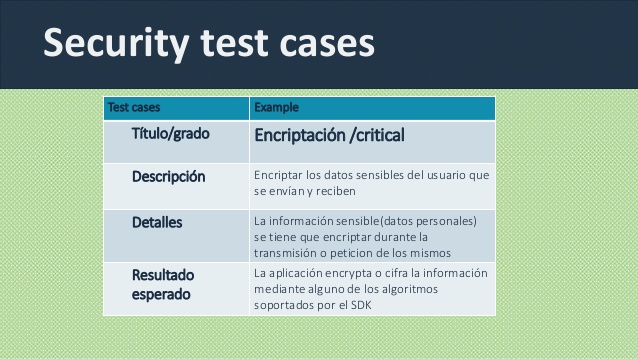 Security test cases
Test cases
Example
Título/grado
Encriptación /critical
Descripción
Encriptar los datos sensibles del usuario que
se envían y reciben
Detalles
La información sensible(datos personales)
se tiene que encriptar durante la
transmisión o peticion de los mismos
Resultado
esperado
La aplicación encrypta o cifra la información
mediante alguno de los algoritmos
soportados por el SDK